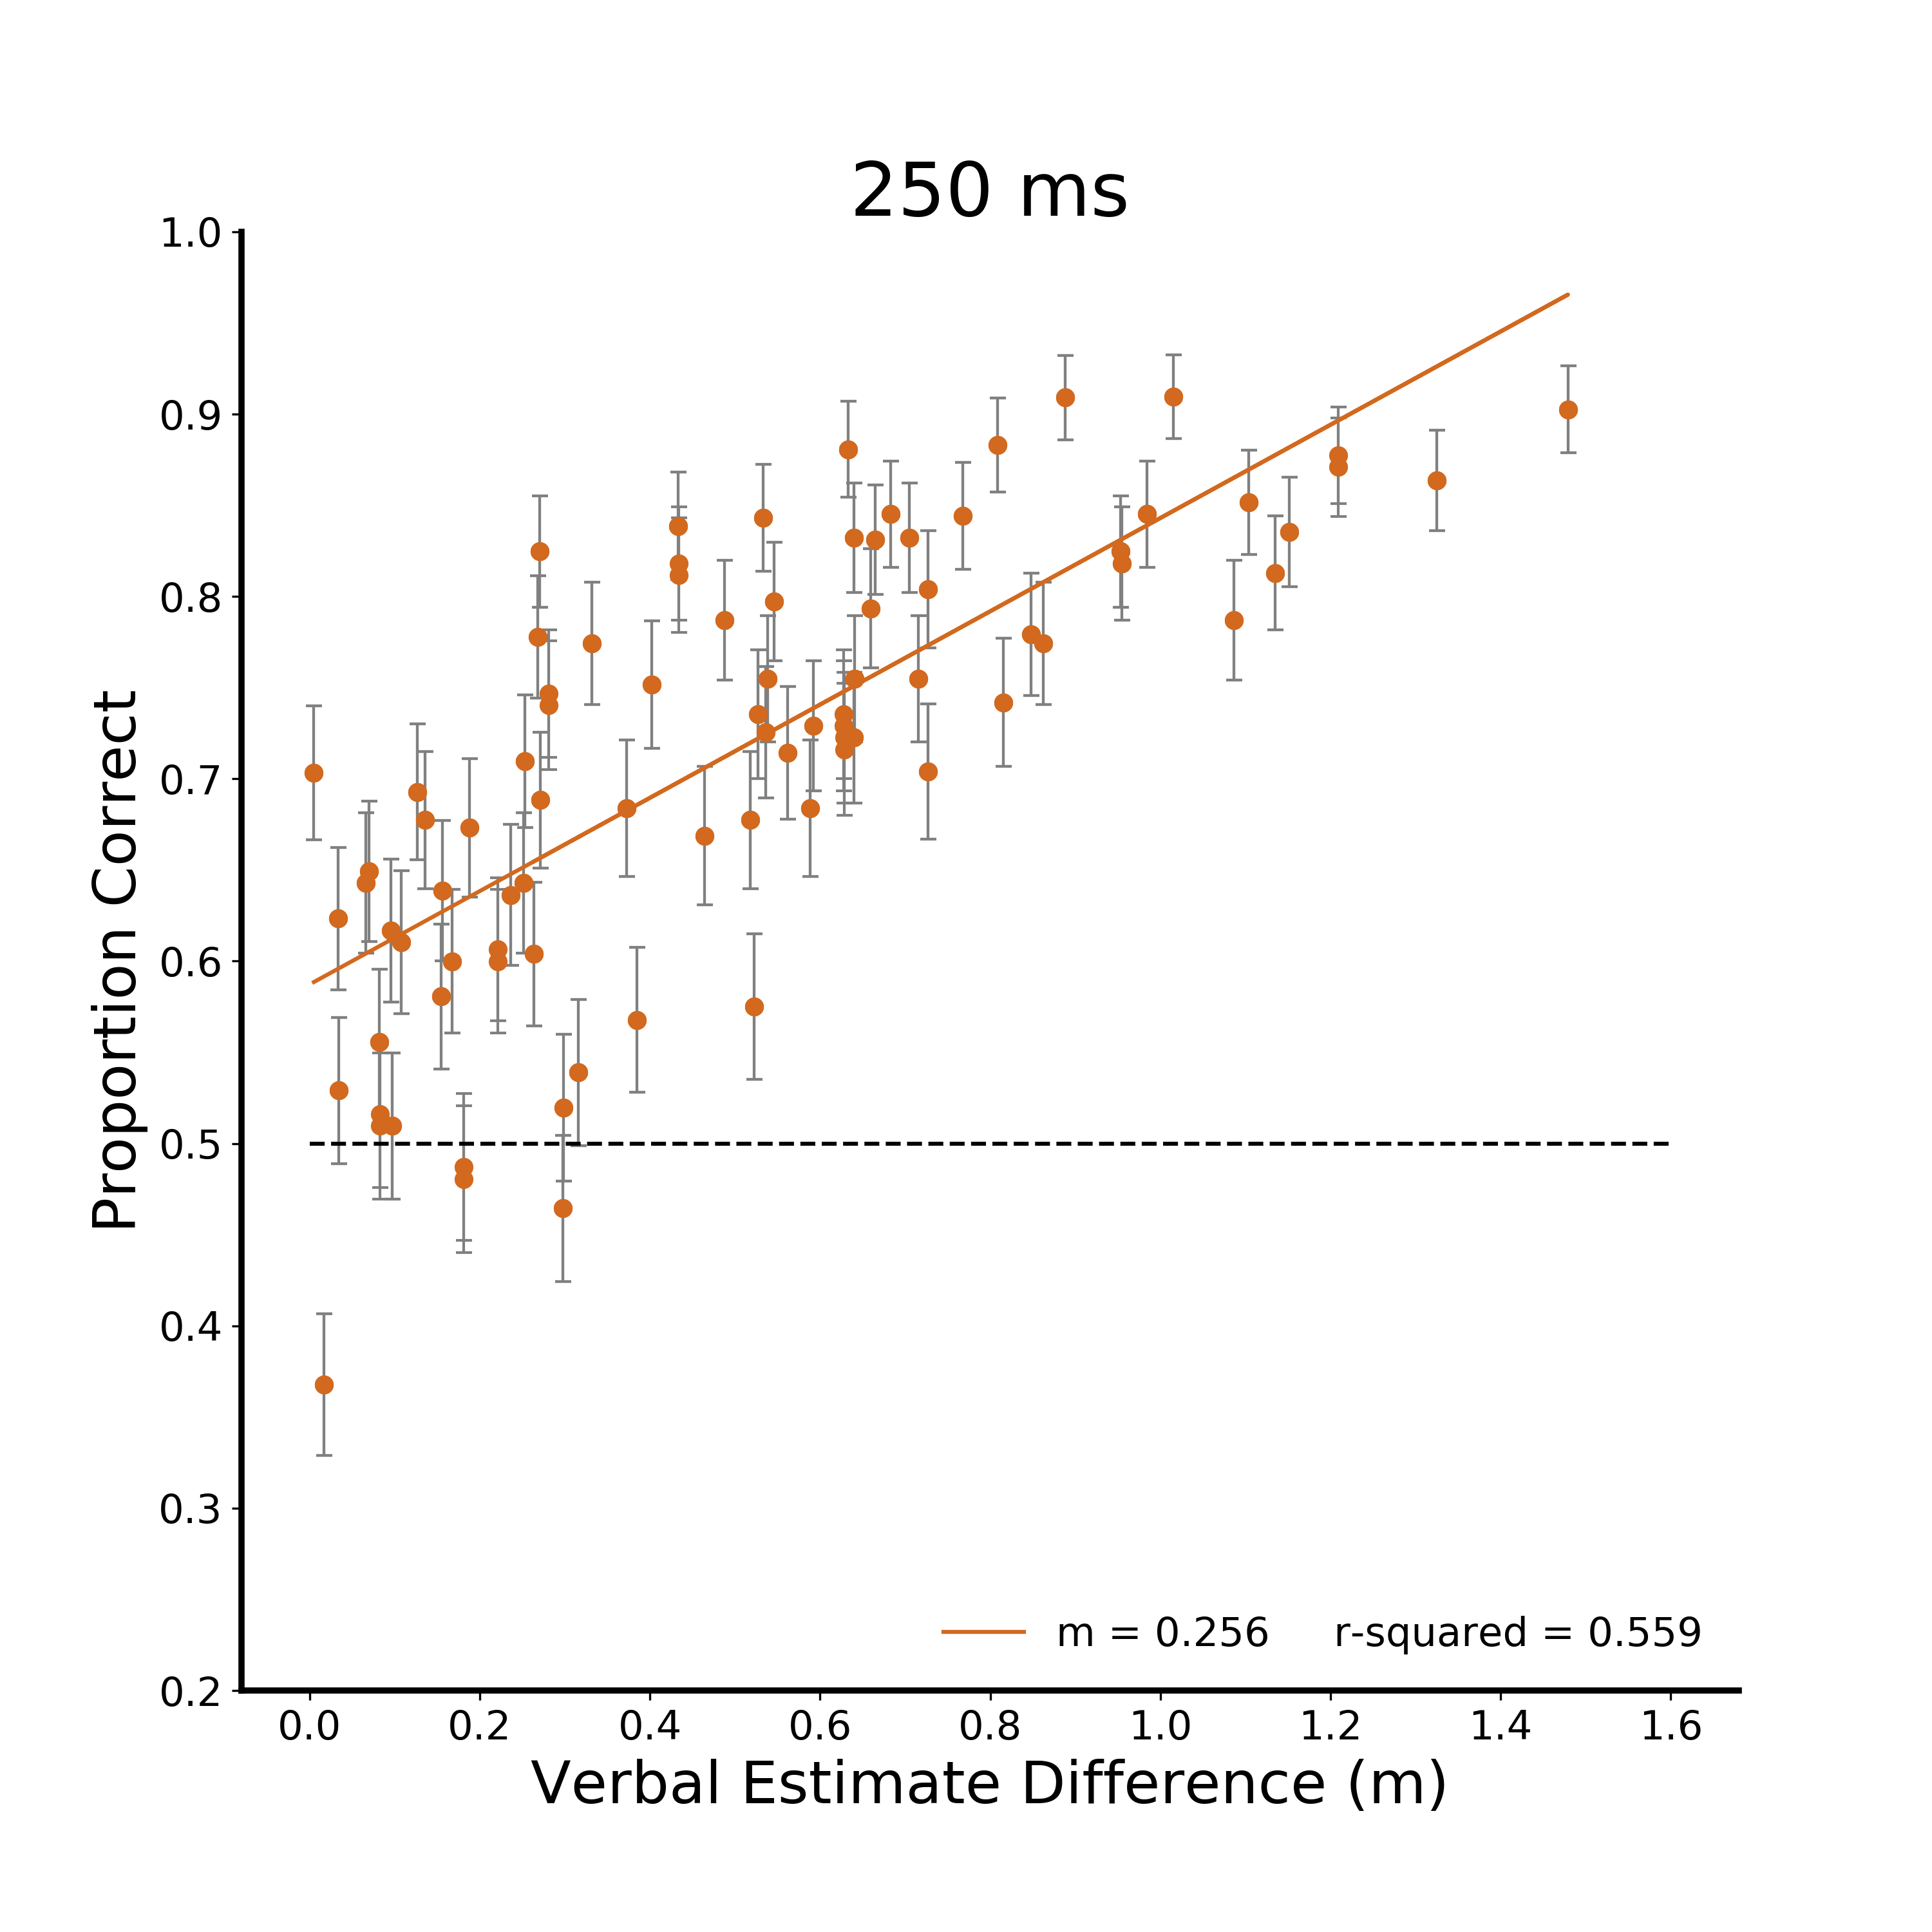 250 ms
1.0
0.9
0.8
0.7
0.6
0.5
0.4
0.3
0.2
Proportion Correct
m = 0.256 r-squared = 0.559
0.0 0.2 0.4 0.6 0.8 1.0 1.2 1.4 1.6
Verbal Estimate Difference (m)